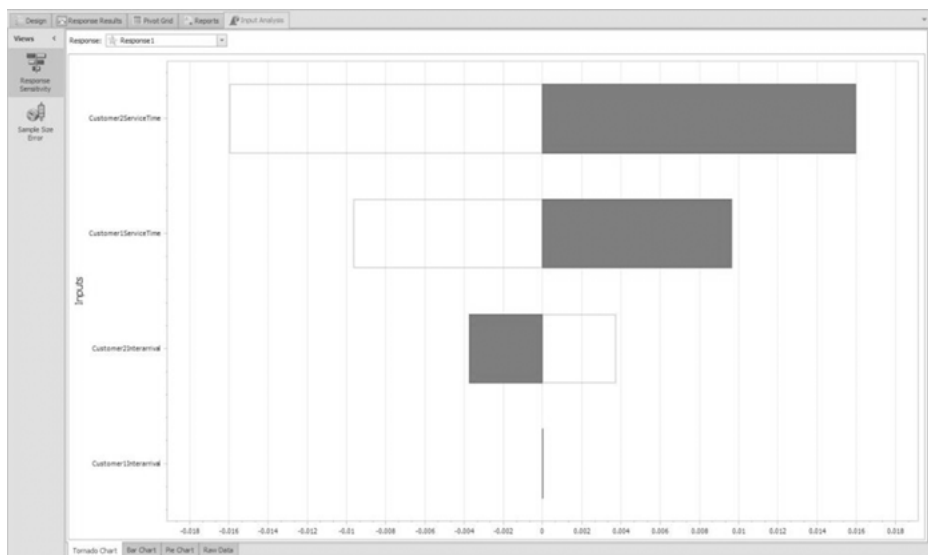 Design Response Results Pivot Grid Reports Input Analysis
Views < Response: Response1
Response Sensitivity
Sample Size Error
Inputs
Customer2ServiceTime
Customer1ServiceTime
Customer2Interarrival
Customer1Interarrival
-0.018 -0.016 -0.014 -0.012 -0.01 -0.008 -0.006 -0.004 -0.002 0 0.002 0.004 0.006 0.008 0.01 0.012 0.014 0.016 0.018
Tornado Chart Bar Chart Pie Chart Raw Data